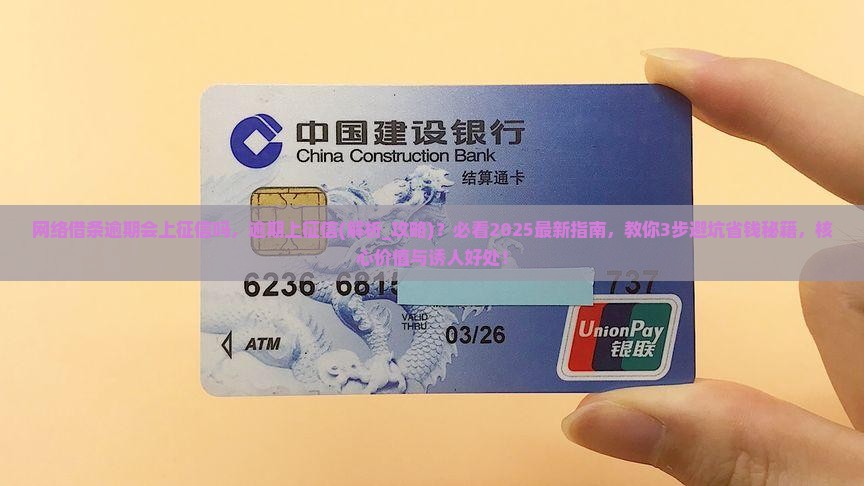 中国建设银行
China Construction Bank
结算通卡
网络借条逾期会上征信吗,逾期上征信(解析_攻略)?必看2025最新指南,教你3步避坑省钱秘籍,核
心价值与诱人好处!
6236 6815 737
VALID
THRU
03/26
ATM
UnionPay
银联